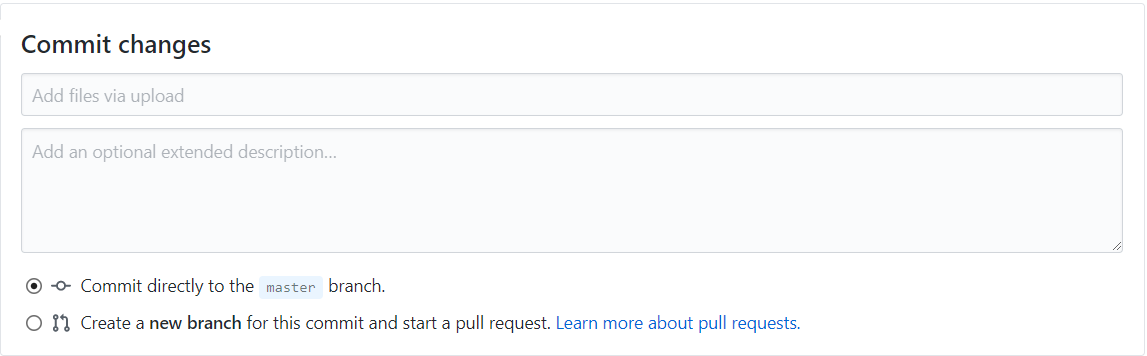 Commit changes
Add files via upload
Add an optional extended description...
Commit directly to the master branch.
Create a new branch for this commit and start a pull request. Learn more about pull requests.